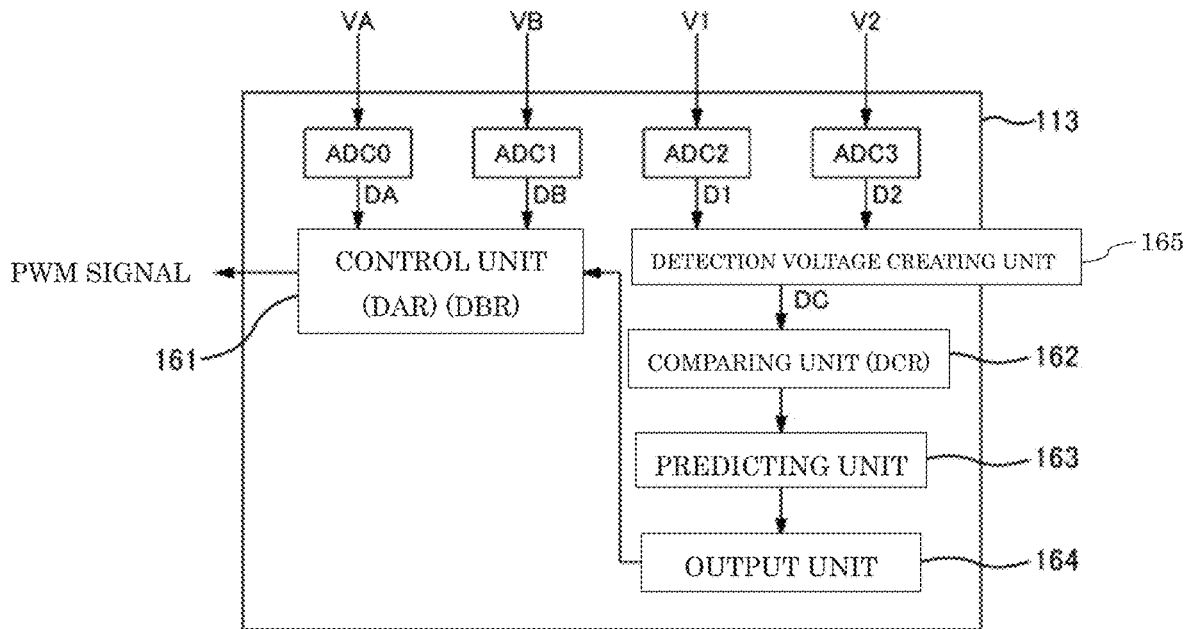 VA VB V1 V2
113
ADC0 ADC1 ADC2 ADC3
DA DB D1 D2
PWM SIGNAL
CONTROL UNIT
(DAR) (DBR)
161
DETECTION VOLTAGE CREATING UNIT
165
DC
COMPARING UNIT (DCR)
162
PREDICTING UNIT
163
OUTPUT UNIT
164